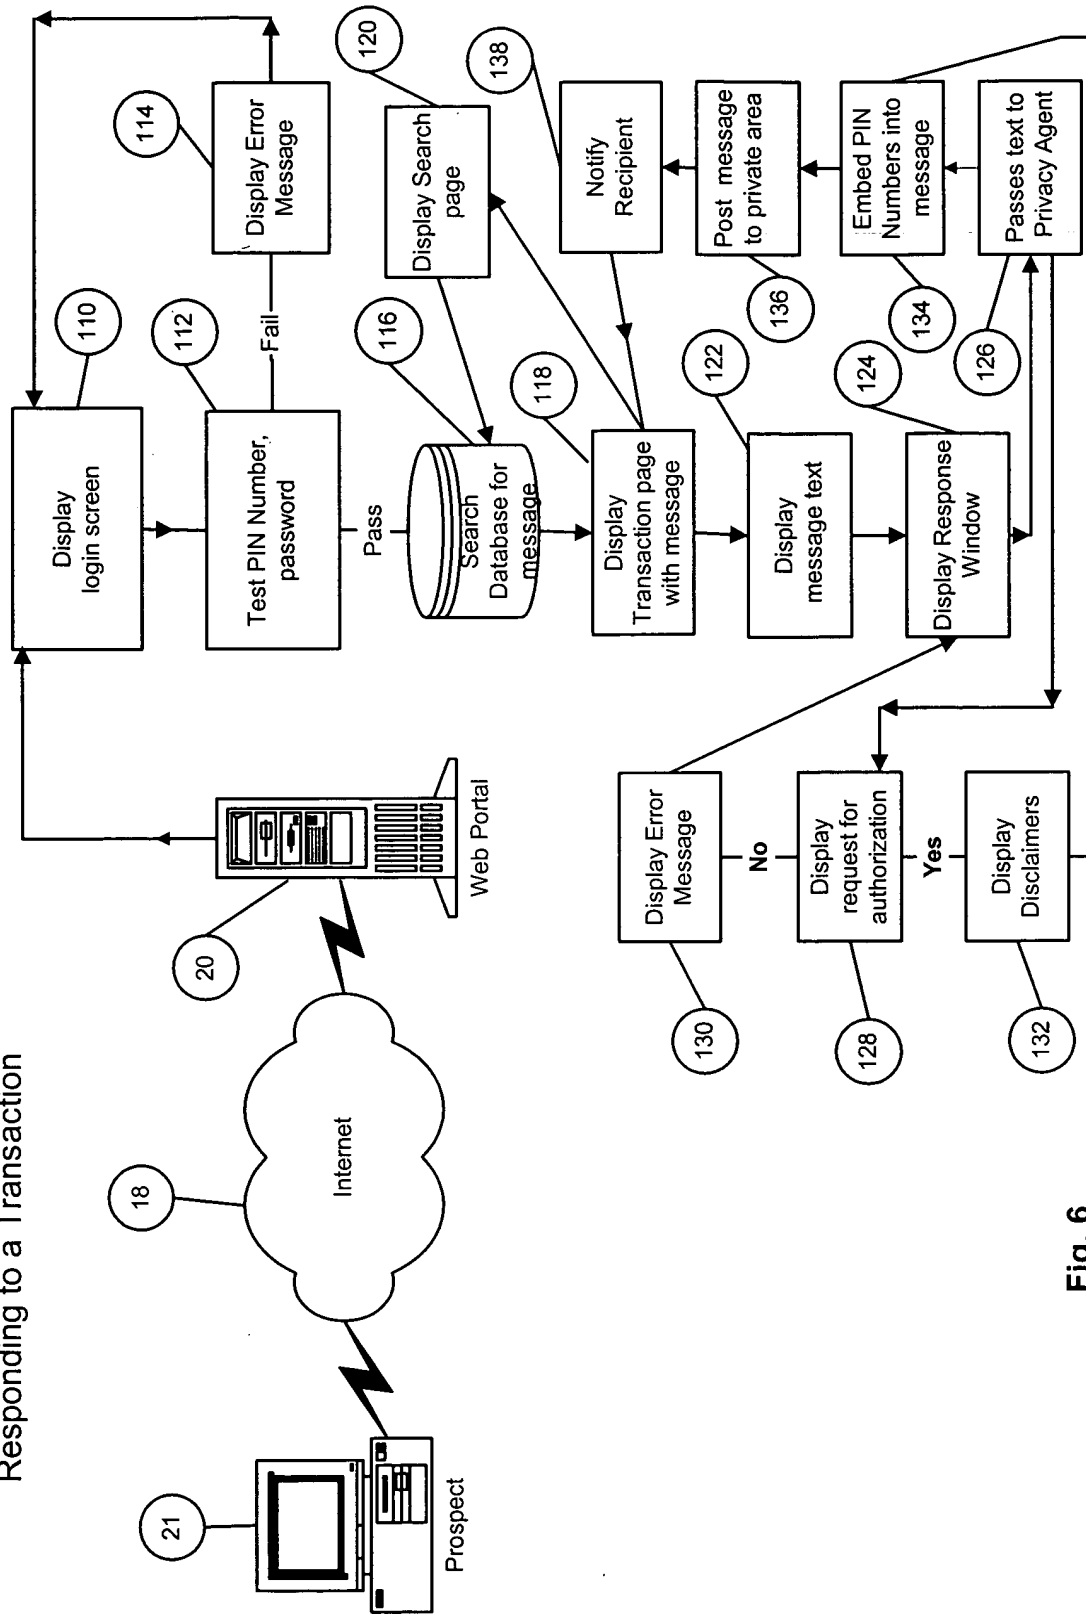 Responding to a Transaction
21
Prospect
18
Internet
20
Web Portal
Display
login screen
110
Test PIN Number,
password
112
Fail
Display Error
Message
114
Pass
Search
Database for
message
116
Display Search
page
120
Display
Transaction page
with message
118
Notify
Recipient
138
Display
message text
122
Post message
to private area
136
Display Response
Window
124
Embed PIN
Numbers into
message
134
Passes text to
Privacy Agent
126
Display Error
Message
130
No
Display
request for
authorization
128
Yes
Display
Disclaimers
132
Fig. 6